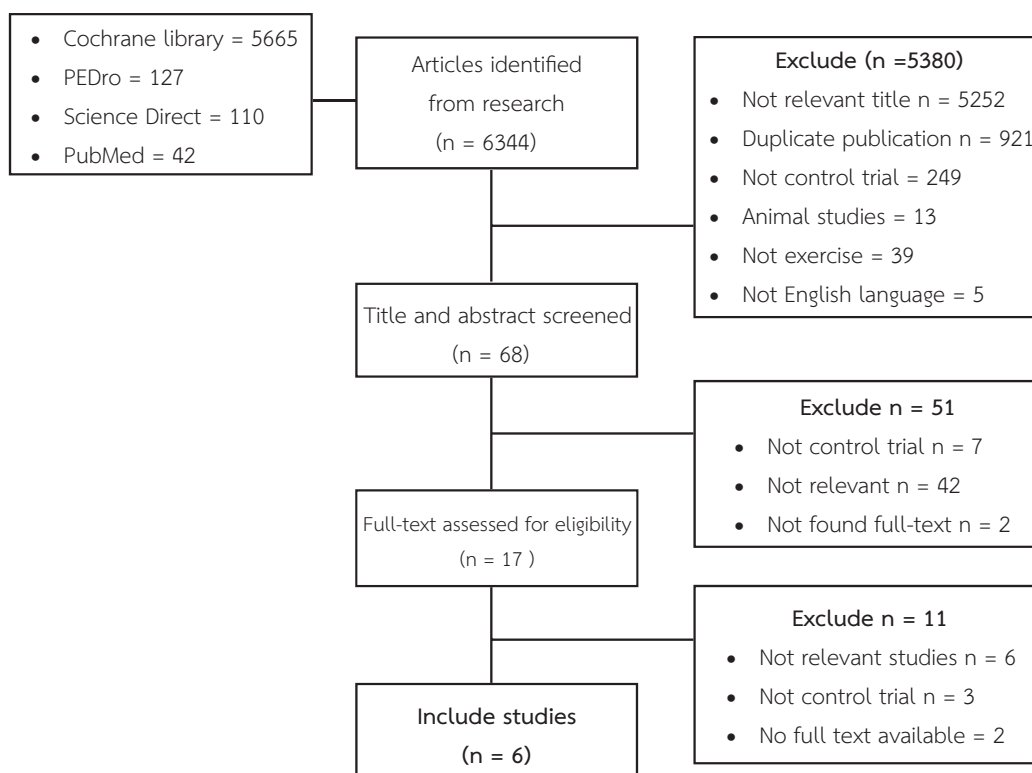 • Cochrane library = 5665
• PEDro = 127
• Science Direct = 110
• PubMed = 42
Articles identified
from research
(n = 6344)
Exclude (n =5380)
• Not relevant title n = 5252
• Duplicate publication n = 921
• Not control trial = 249
• Animal studies = 13
• Not exercise = 39
• Not English language = 5
Title and abstract screened
(n = 68)
Exclude n = 51
• Not control trial n = 7
• Not relevant n = 42
• Not found full-text n = 2
Full-text assessed for eligibility
(n = 17 )
Exclude n = 11
• Not relevant studies n = 6
• Not control trial n = 3
• No full text available = 2
Include studies
(n = 6)